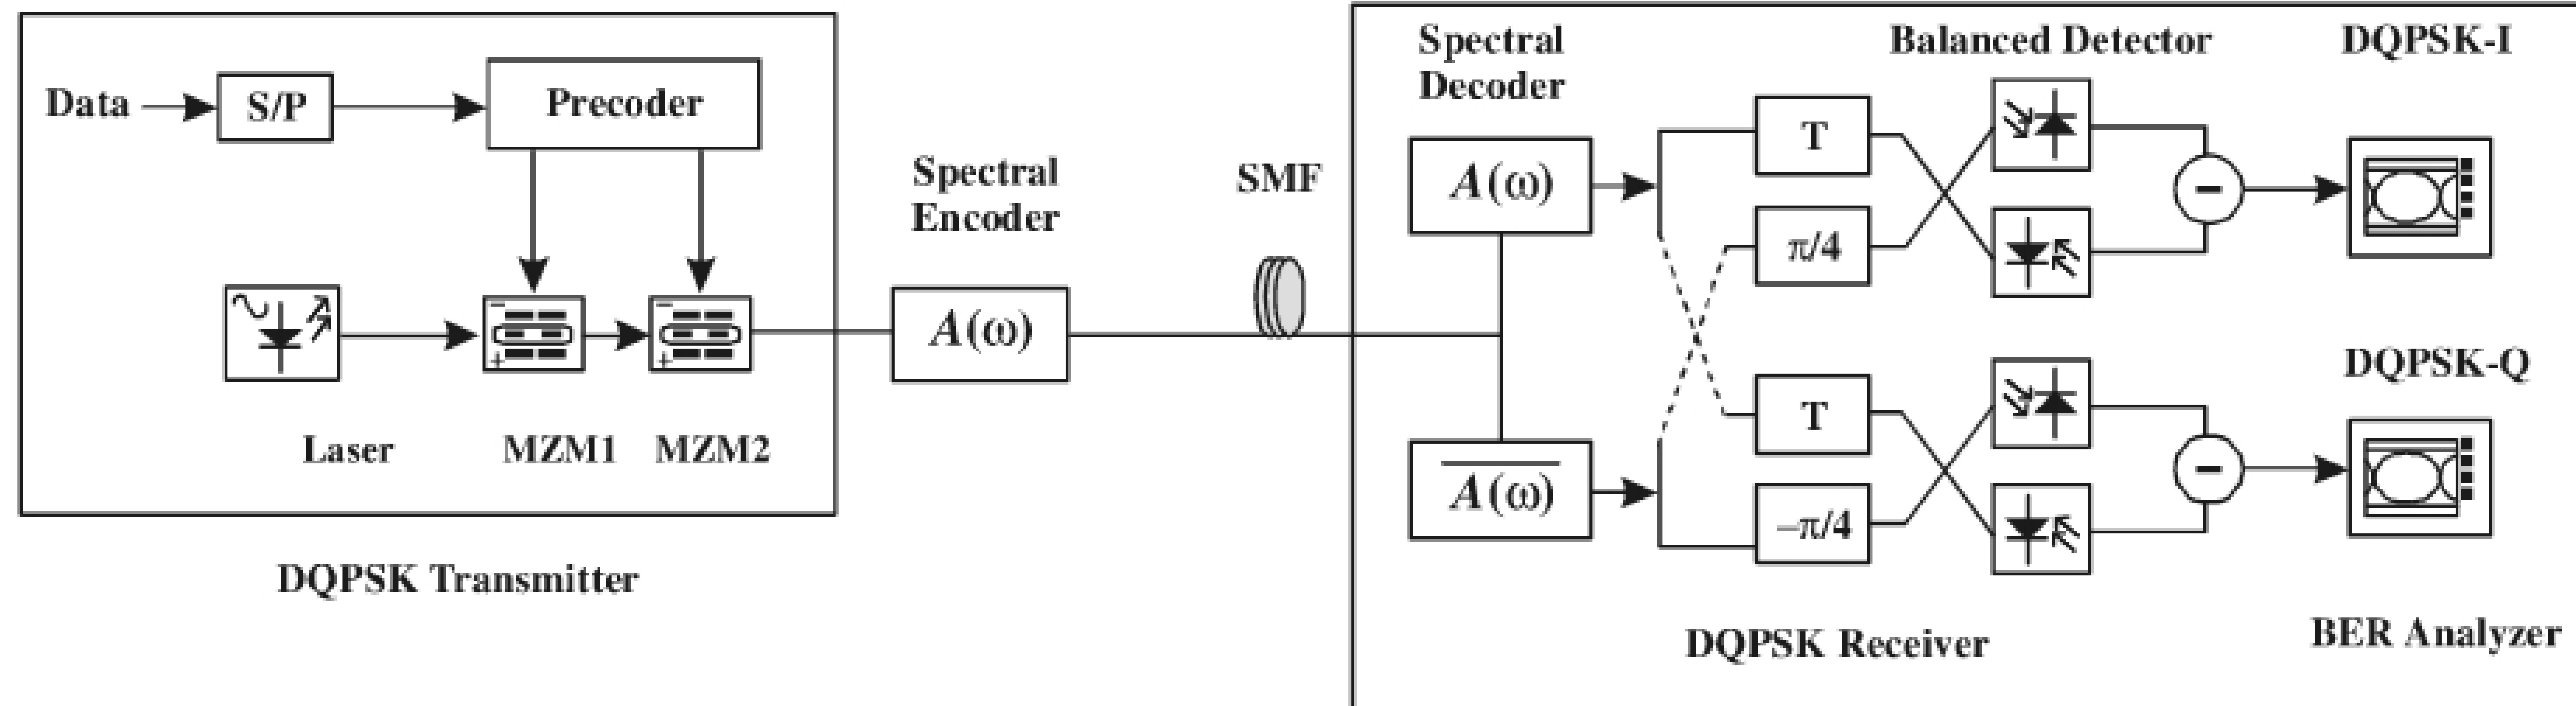 Data
S/P
Precoder
Laser
MZM1
MZM2
DQPSK Transmitter
Spectral
Encoder
A(ω)
SMF
Spectral
Decoder
A(ω)
A̅(̅ω̅)̅
T
π/4
T
–π/4
Balanced Detector
DQPSK-I
DQPSK-Q
DQPSK Receiver
BER Analyzer